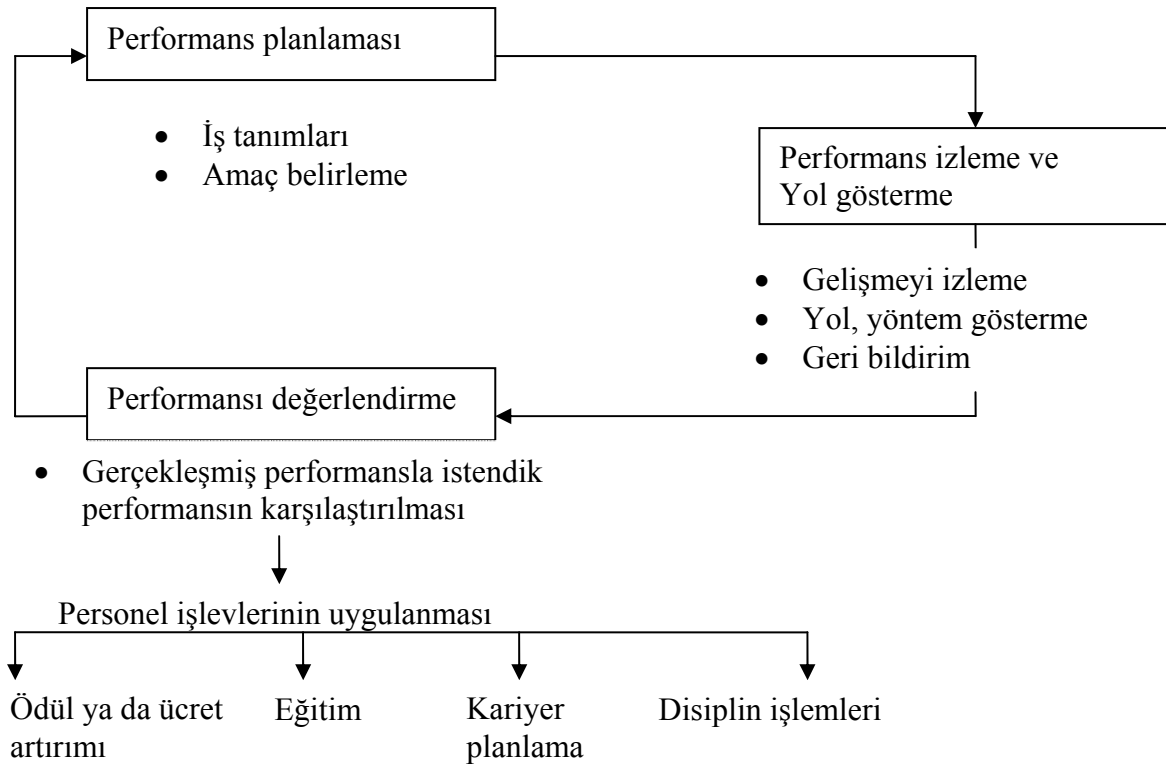 Performans planlaması
• İş tanımları
• Amaç belirleme
Performans izleme ve
Yol gösterme
• Gelişmeyi izleme
• Yol, yöntem gösterme
• Geri bildirim
Performansı değerlendirme
• Gerçekleşmiş performansla istendik
performansın karşılaştırılması
Personel işlevlerinin uygulanması
Ödül ya da ücret
artırımı
Eğitim
Kariyer
planlama
Disiplin işlemleri